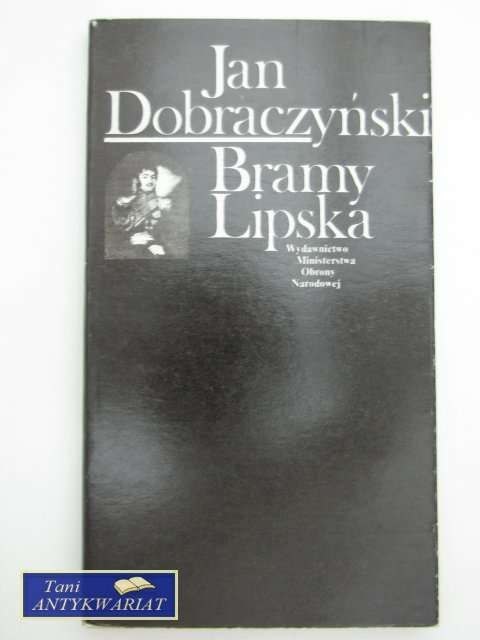 Jan
Dobraczyński
Bramy
Lipska
Wydawnictwo
Ministerstwa
Obrony
Narodowej
Tani
ANTYKWARIAT